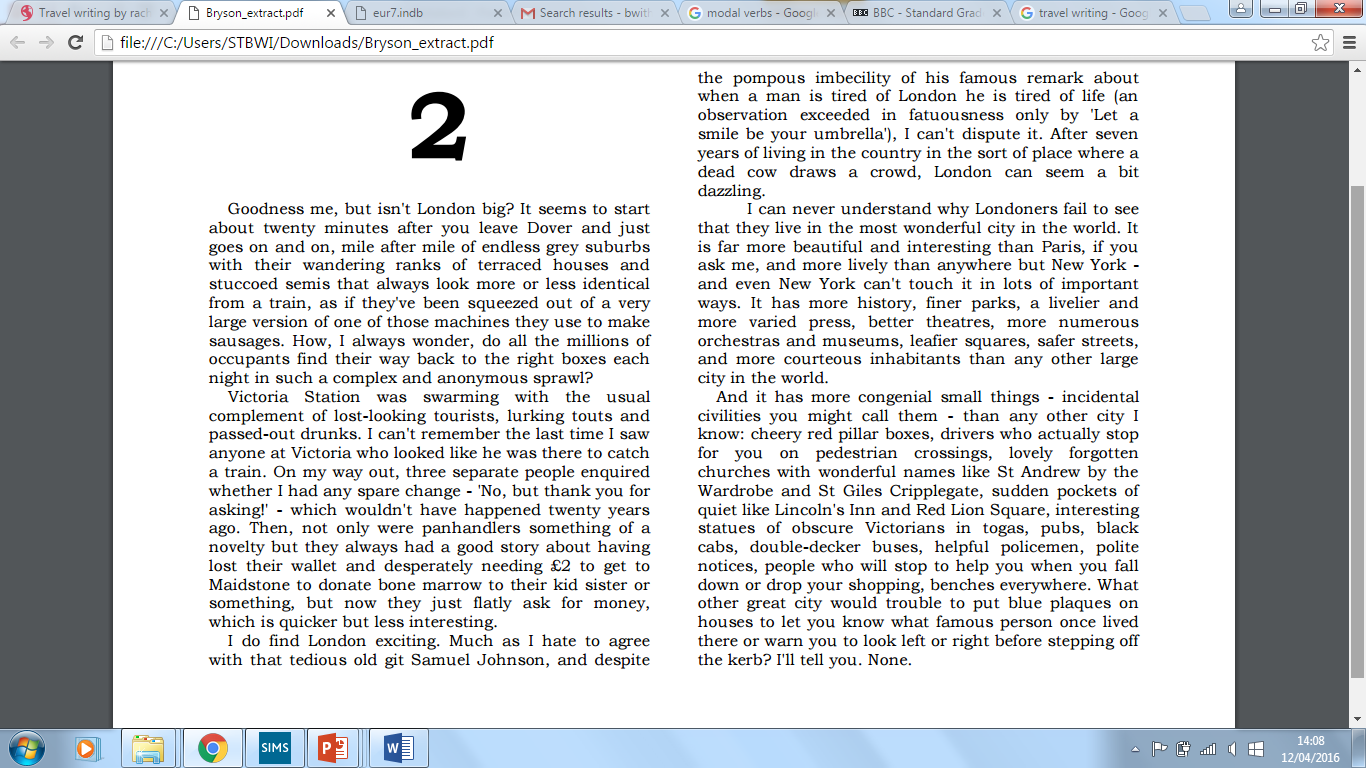 Travel writing by rach
Bryson_extract.pdf
eur7.indb
Search results - bwith
modal verbs - Google
BBC - Standard Grad
travel writing - Goog
file:///C:/Users/STBWI/Downloads/Bryson_extract.pdf
2
Goodness me, but isn't London big? It seems to start
about twenty minutes after you leave Dover and just
goes on and on, mile after mile of endless grey suburbs
with their wandering ranks of terraced houses and
stuccoed semis that always look more or less identical
from a train, as if they've been squeezed out of a very
large version of one of those machines they use to make
sausages. How, I always wonder, do all the millions of
occupants find their way back to the right boxes each
night in such a complex and anonymous sprawl?
Victoria Station was swarming with the usual
complement of lost-looking tourists, lurking touts and
passed-out drunks. I can't remember the last time I saw
anyone at Victoria who looked like he was there to catch
a train. On my way out, three separate people enquired
whether I had any spare change - 'No, but thank you for
asking!' - which wouldn't have happened twenty years
ago. Then, not only were panhandlers something of a
novelty but they always had a good story about having
lost their wallet and desperately needing £2 to get to
Maidstone to donate bone marrow to their kid sister or
something, but now they just flatly ask for money,
which is quicker but less interesting.
I do find London exciting. Much as I hate to agree
with that tedious old git Samuel Johnson, and despite
the pompous imbecility of his famous remark about
when a man is tired of London he is tired of life (an
observation exceeded in fatuousness only by 'Let a
smile be your umbrella'), I can't dispute it. After seven
years of living in the country in the sort of place where a
dead cow draws a crowd, London can seem a bit
dazzling.
I can never understand why Londoners fail to see
that they live in the most wonderful city in the world. It
is far more beautiful and interesting than Paris, if you
ask me, and more lively than anywhere but New York -
and even New York can't touch it in lots of important
ways. It has more history, finer parks, a livelier and
more varied press, better theatres, more numerous
orchestras and museums, leafier squares, safer streets,
and more courteous inhabitants than any other large
city in the world.
And it has more congenial small things - incidental
civilities you might call them - than any other city I
know: cheery red pillar boxes, drivers who actually stop
for you on pedestrian crossings, lovely forgotten
churches with wonderful names like St Andrew by the
Wardrobe and St Giles Cripplegate, sudden pockets of
quiet like Lincoln's Inn and Red Lion Square, interesting
statues of obscure Victorians in togas, pubs, black
cabs, double-decker buses, helpful policemen, polite
notices, people who will stop to help you when you fall
down or drop your shopping, benches everywhere. What
other great city would trouble to put blue plaques on
houses to let you know what famous person once lived
there or warn you to look left or right before stepping off
the kerb? I'll tell you. None.
SIMS
14:08
12/04/2016